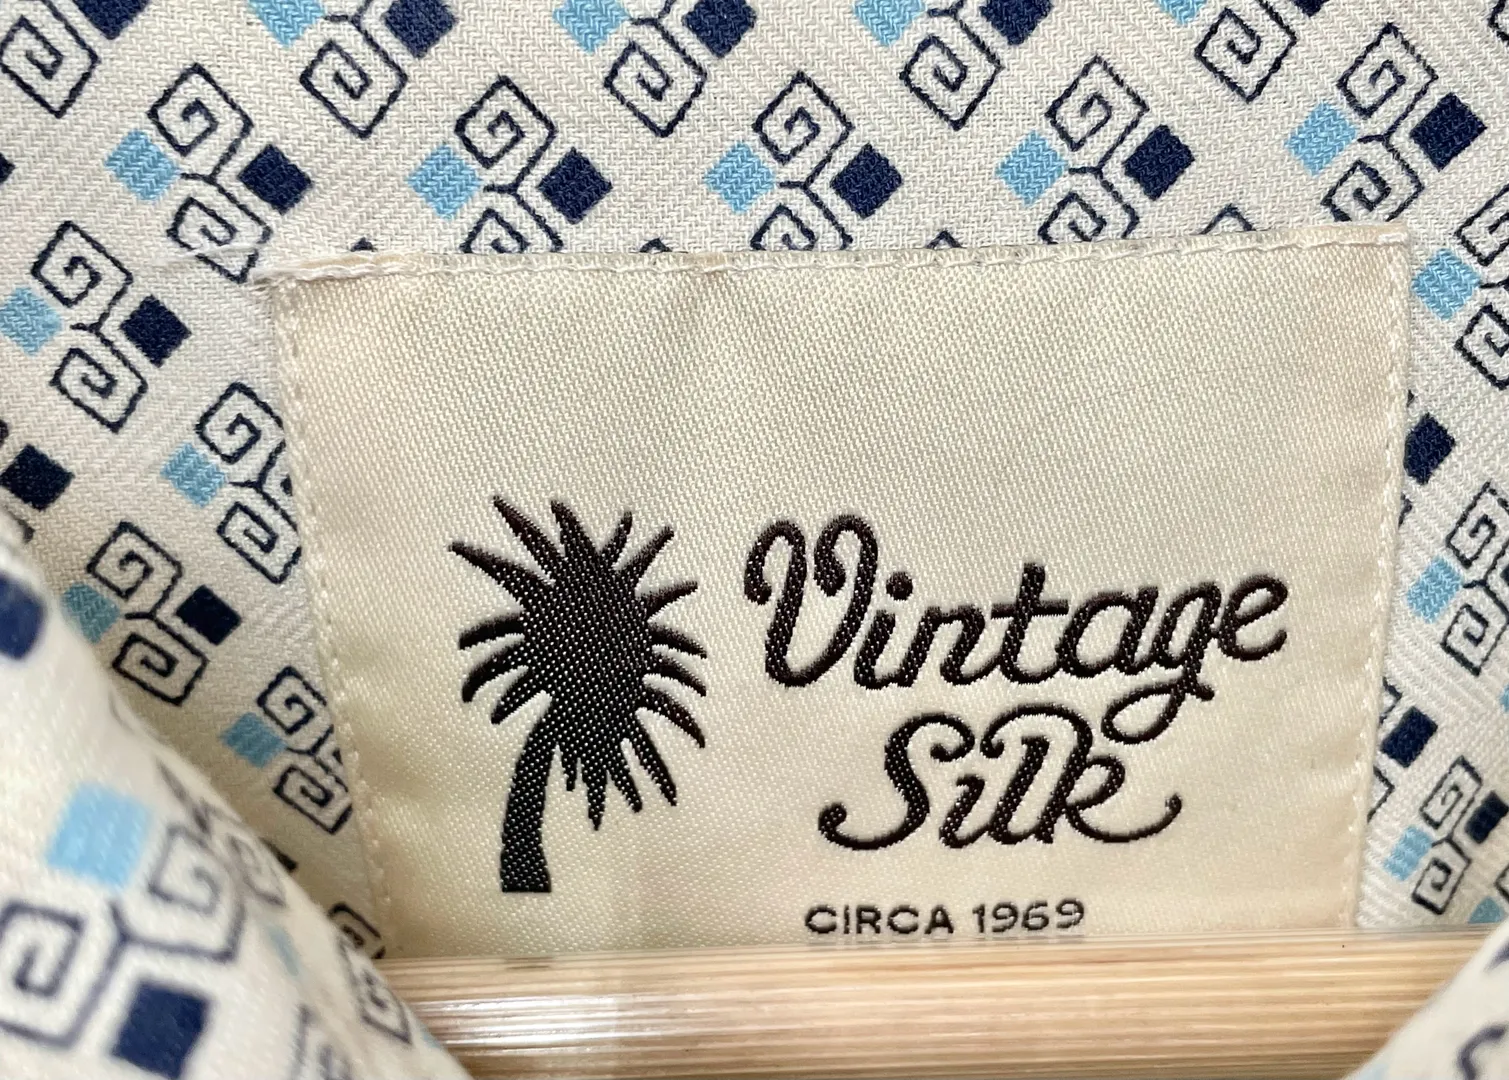 Vintage
Silk
CIRCA 1969